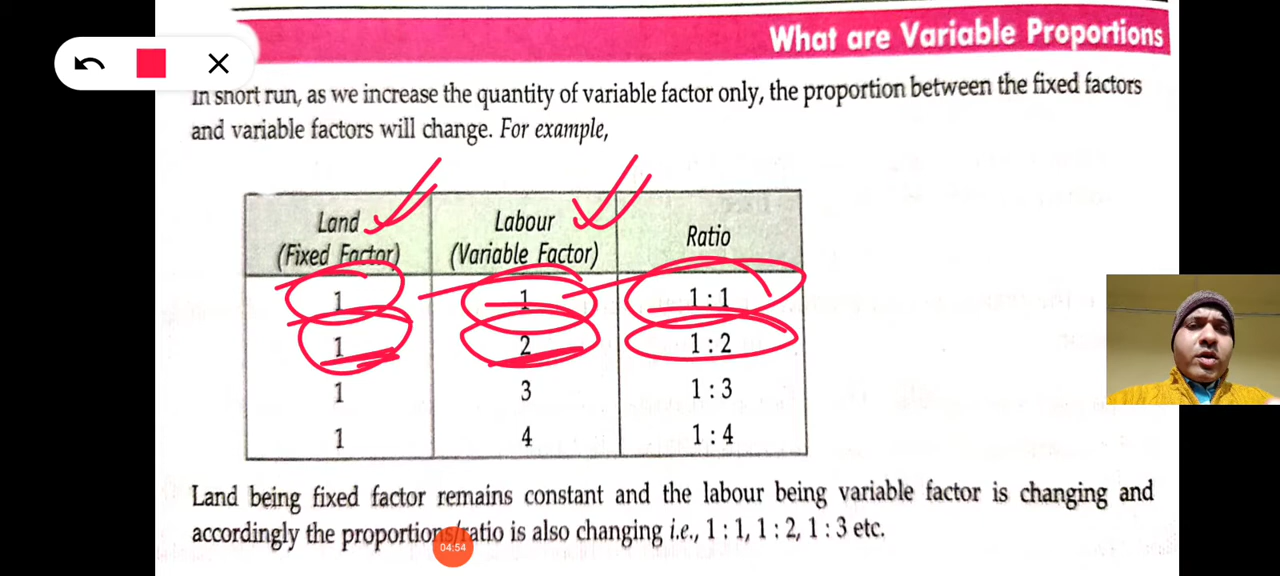 What are Variable Proportions
In short run, as we increase the quantity of variable factor only, the proportion between the fixed factors
and variable factors will change. For example,
Land Labour Ratio
(Fixed Factor) (Variable Factor)
1 1 1 : 1
1 2 1 : 2
1 3 1 : 3
1 4 1 : 4
Land being fixed factor remains constant and the labour being variable factor is changing and
accordingly the proportions/ratio is also changing i.e., 1 : 1, 1 : 2, 1 : 3 etc.
04:54